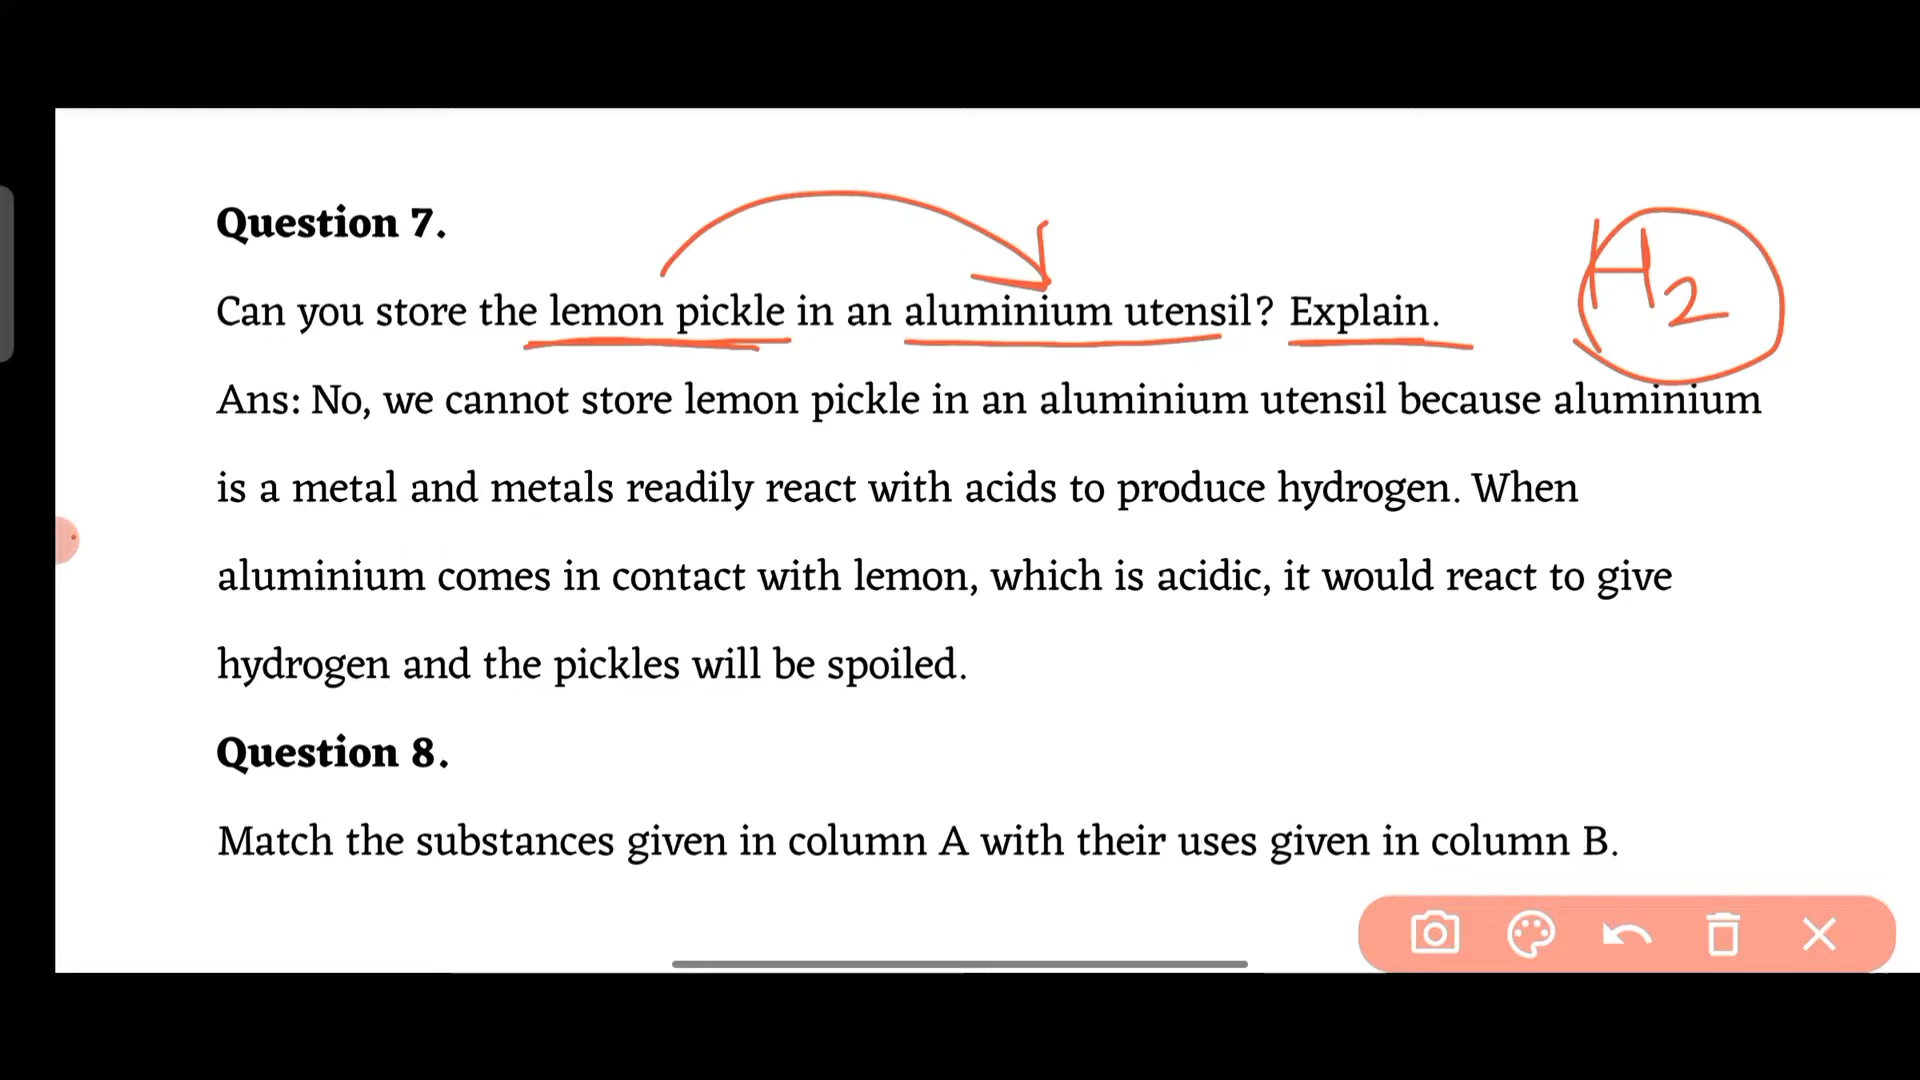 Question 7.
H2
Can you store the lemon pickle in an aluminium utensil? Explain.
Ans: No, we cannot store lemon pickle in an aluminium utensil because aluminium
is a metal and metals readily react with acids to produce hydrogen. When
aluminium comes in contact with lemon, which is acidic, it would react to give
hydrogen and the pickles will be spoiled.
Question 8.
Match the substances given in column A with their uses given in column B.